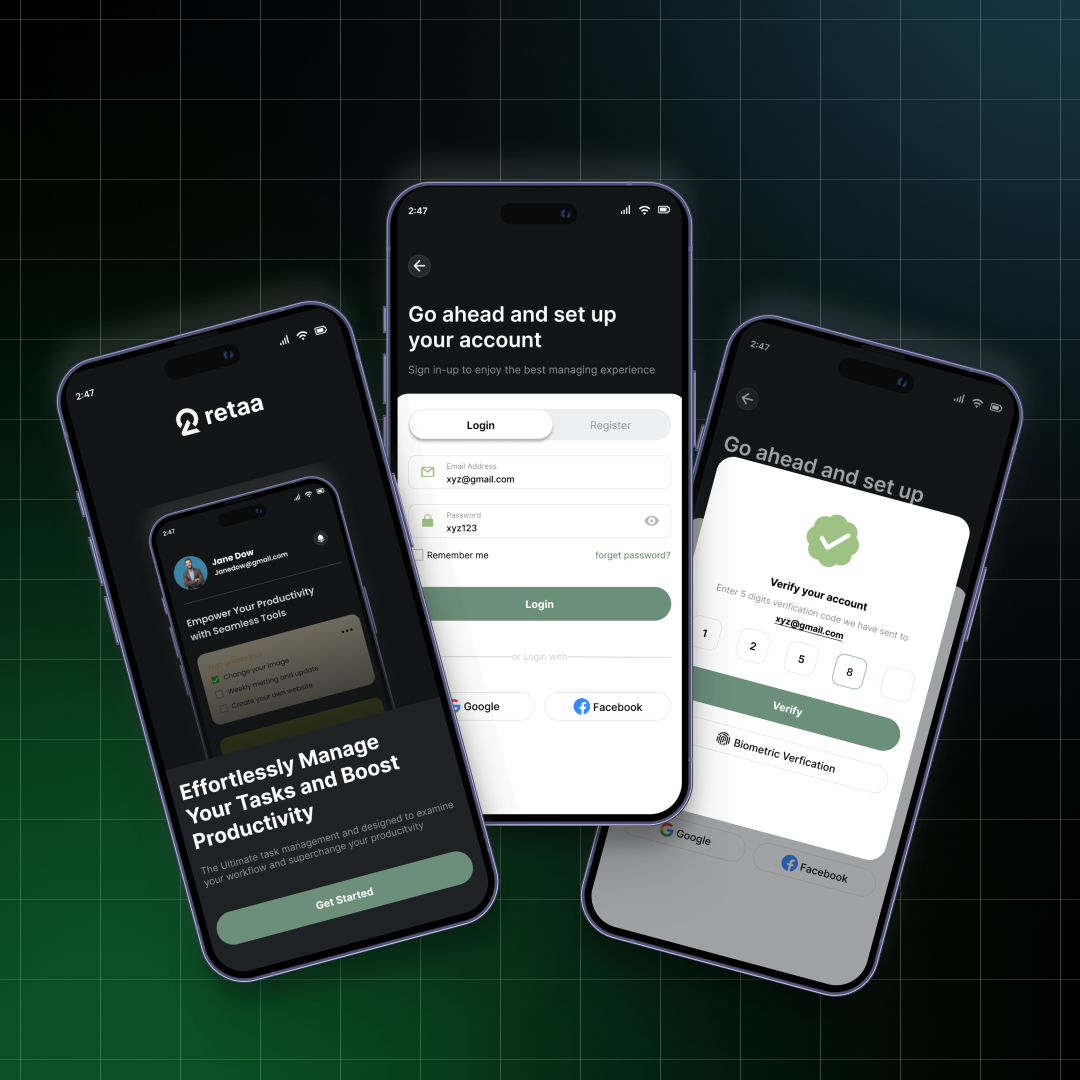 2:47
retaa
2:47
Jane Dow
Janedow@gmail.com
Empower Your Productivity
with Seamless Tools
Change your image
Weekly metting and update
Create your own website
Effortlessly Manage
Your Tasks and Boost
Productivity
The Ultimate task management and designed to examine
your workflow and superchange your producitvity
Get Started
2:47
Go ahead and set up
your account
Sign in-up to enjoy the best managing experience
Login
Register
Email Address
xyz@gmail.com
Password
xyz123
Remember me
forget password?
Login
or Login with
Google
Facebook
2:47
Go ahead and set up
Verify your account
Enter 5 digits verification code we have sent to
xyz@gmail.com
1 2 5 8
Verify
Biometric Verfication
Google
Facebook